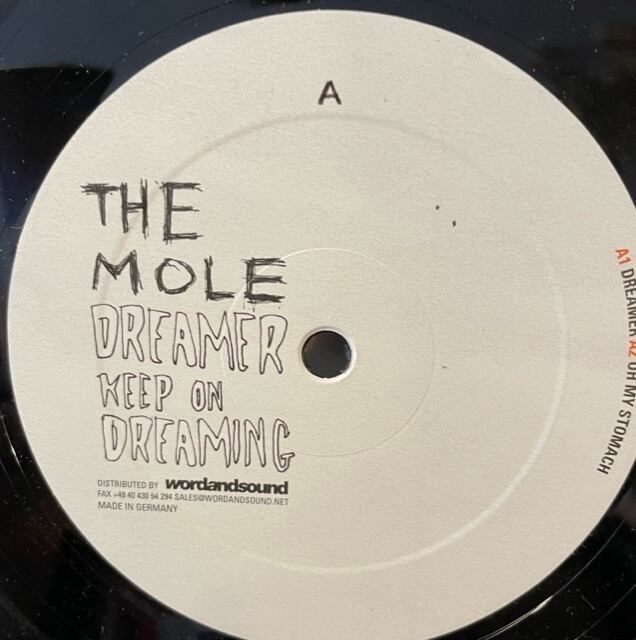 A
THE
MOLE
DREAMER
KEEP ON
DREAMING
DISTRIBUTED BY wordandsound
FAX +49 40 430 94 294 SALES@WORDANDSOUND.NET
MADE IN GERMANY
A1 DREAMER A2 OH MY STOMACH